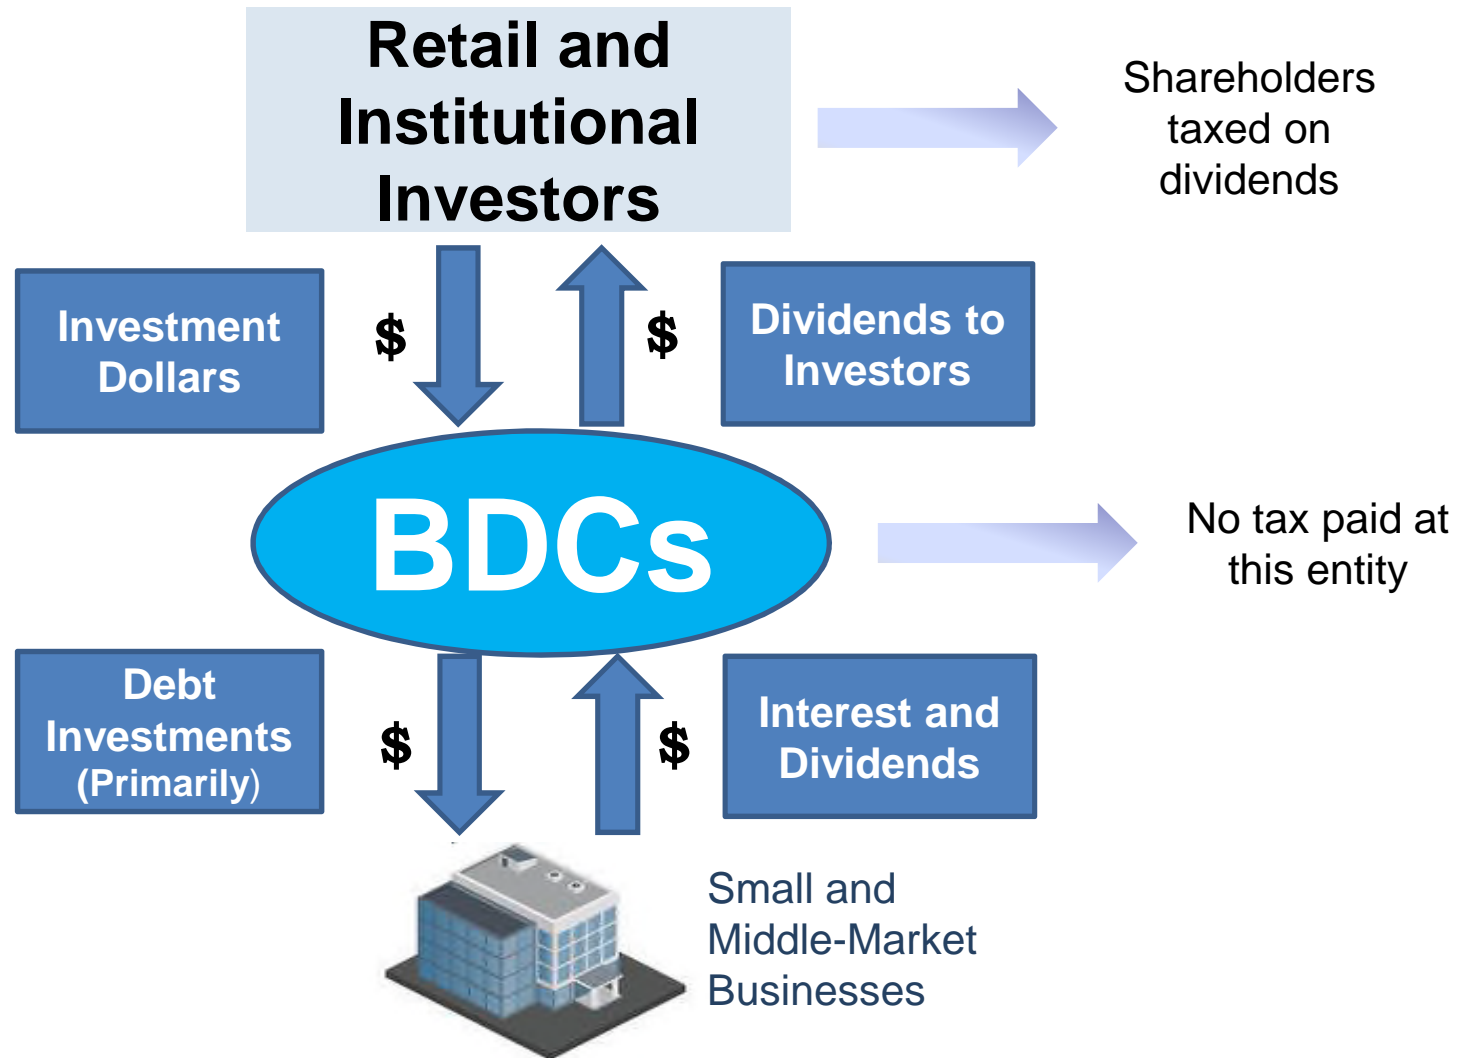 Retail and
Institutional
Investors
Shareholders
taxed on
dividends
Investment
Dollars
$
$
Dividends to
Investors
BDCs
No tax paid at
this entity
Debt
Investments
(Primarily)
$
$
Interest and
Dividends
Small and
Middle-Market
Businesses